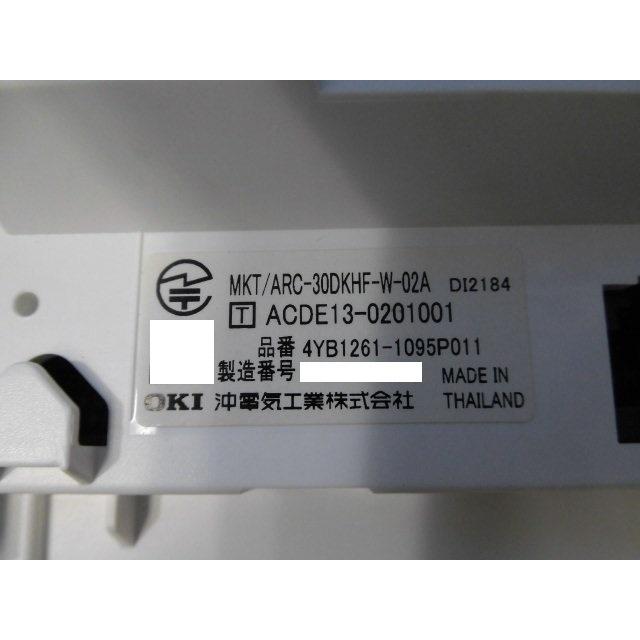 MKT/ARC-30DKHF-W-02A DI2184
T ACDE13-0201001
品番 4YB1261-1095P011
製造番号
MADE IN
OKI 沖電気工業株式会社 THAILAND